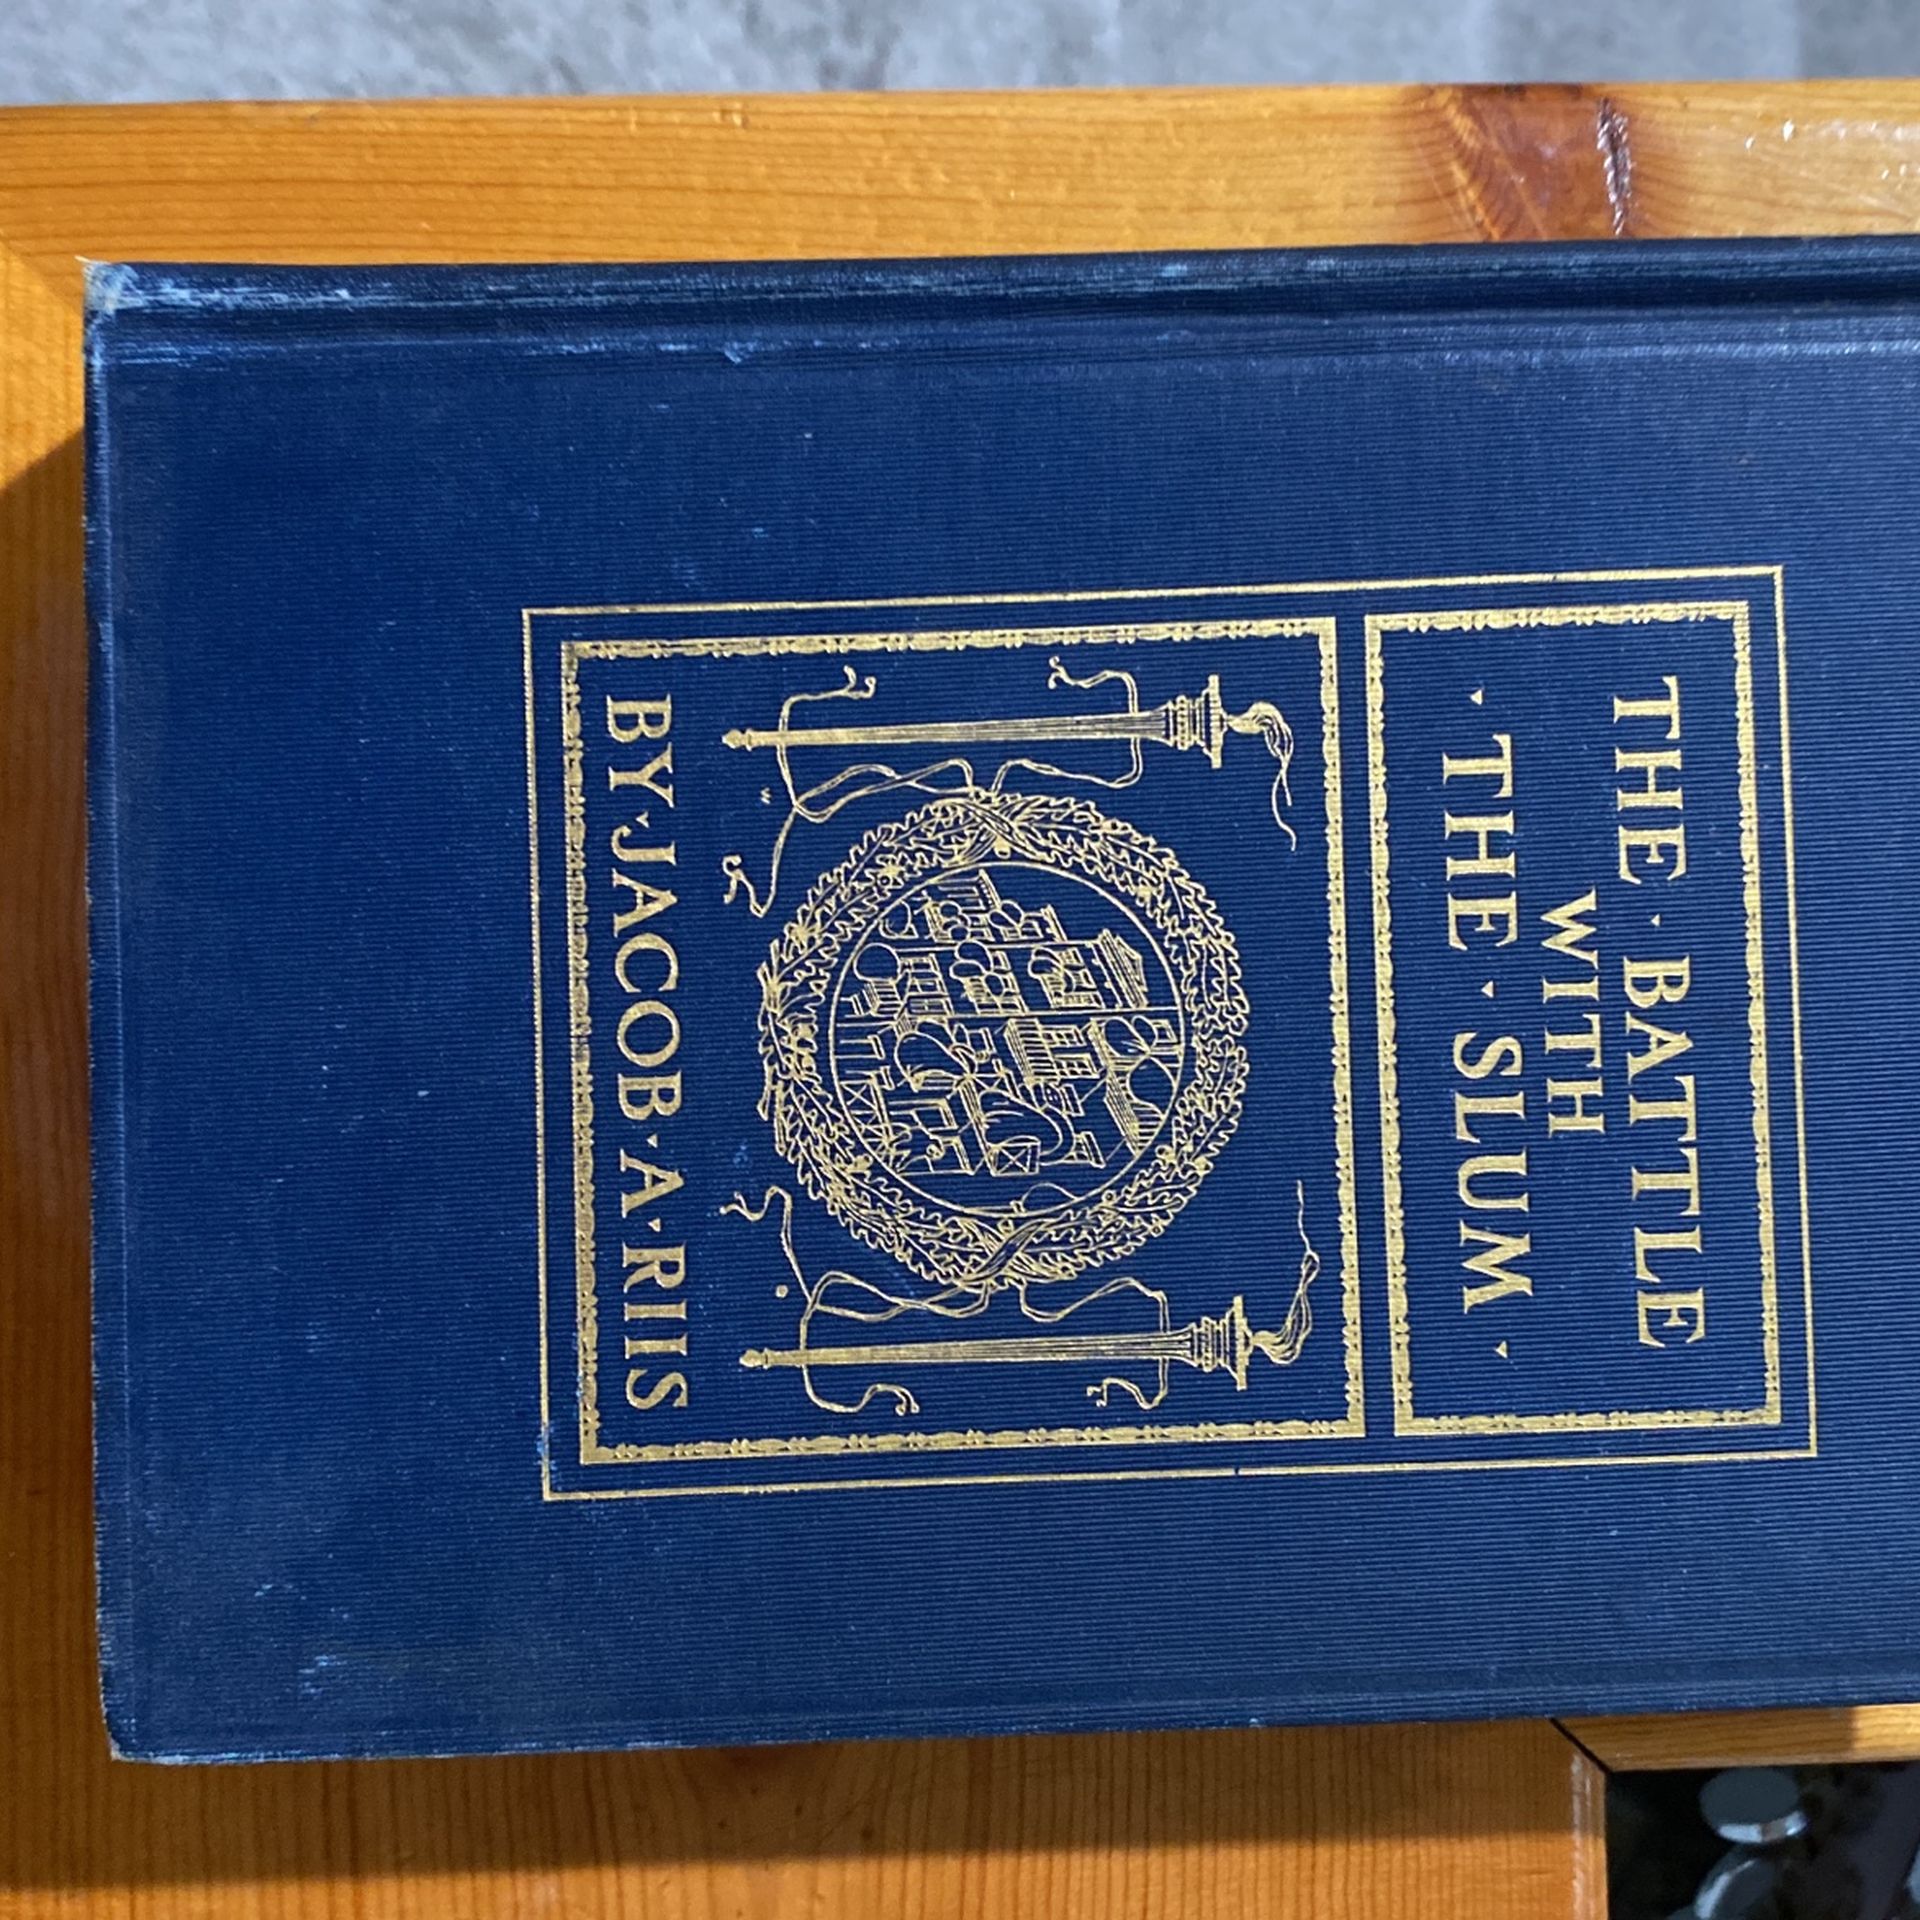 THE·BATTLE
WITH
·THE·SLUM·
BY·JACOB·A·RIIS